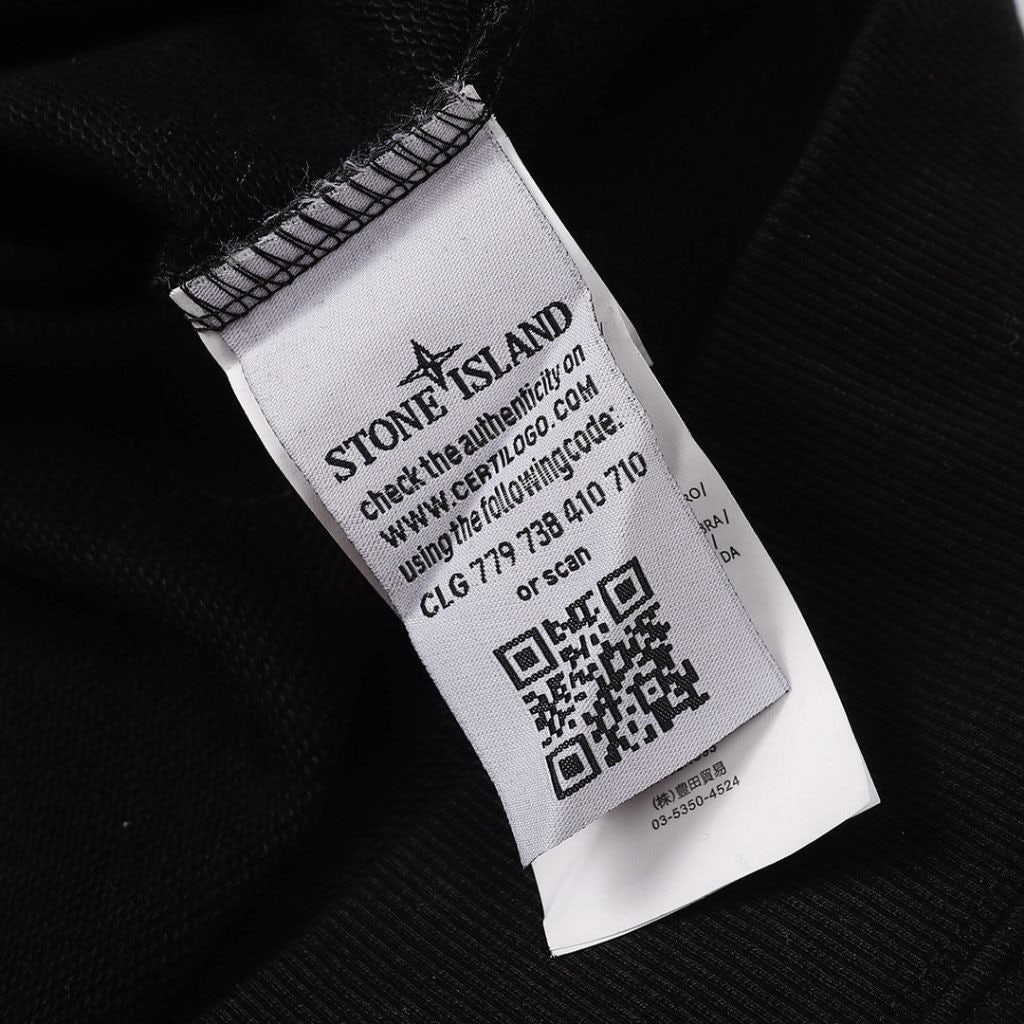 STONE ISLAND
check the authenticity on
WWW.CERTILOGO.COM
using the following code:
CLG 779 738 410 710
or scan
RO/
BRA/
/
DA
(株)豊田貿易
03-5350-4524